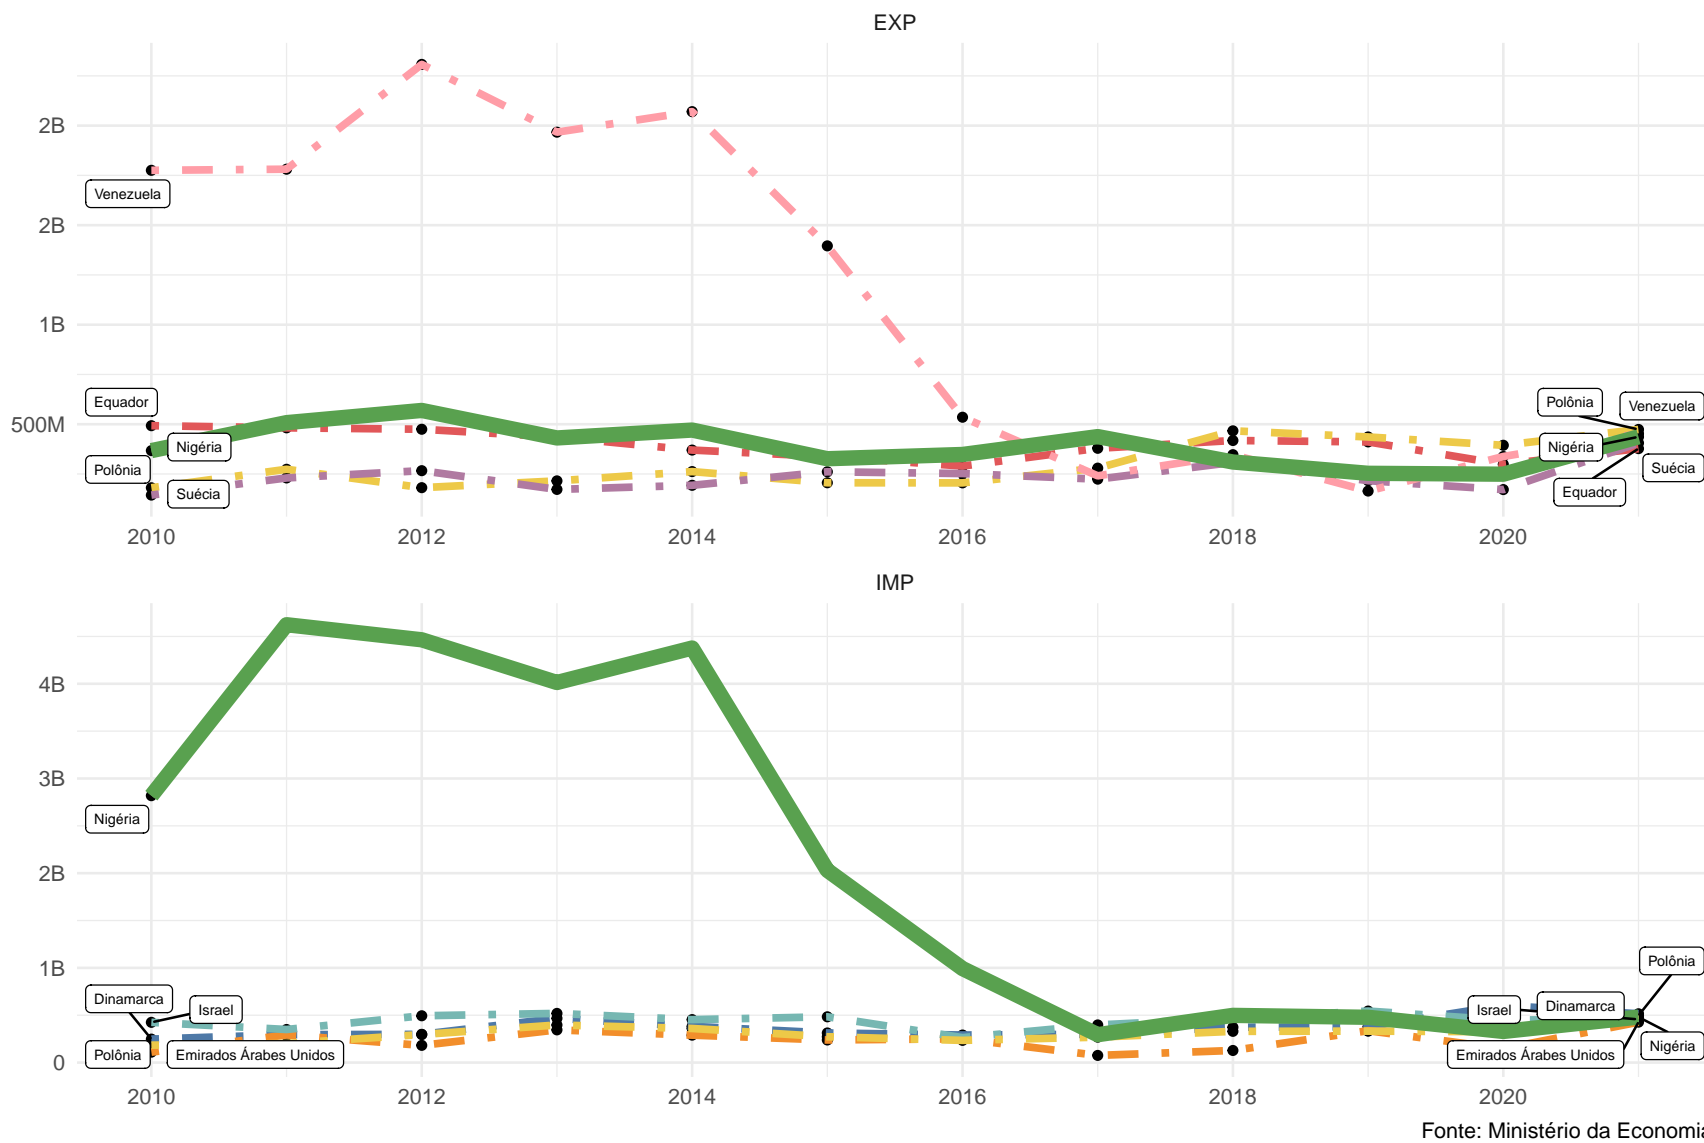 EXP
2B
2B
1B
500M
Venezuela
Equador
Nigéria
Polônia
Suécia
Polônia
Venezuela
Nigéria
Suécia
Equador
2010 2012 2014 2016 2018 2020
IMP
4B
3B
2B
1B
0
Nigéria
Dinamarca
Israel
Polônia
Emirados Árabes Unidos
Polônia
Israel
Dinamarca
Nigéria
Emirados Árabes Unidos
2010 2012 2014 2016 2018 2020
Fonte: Ministério da Economia